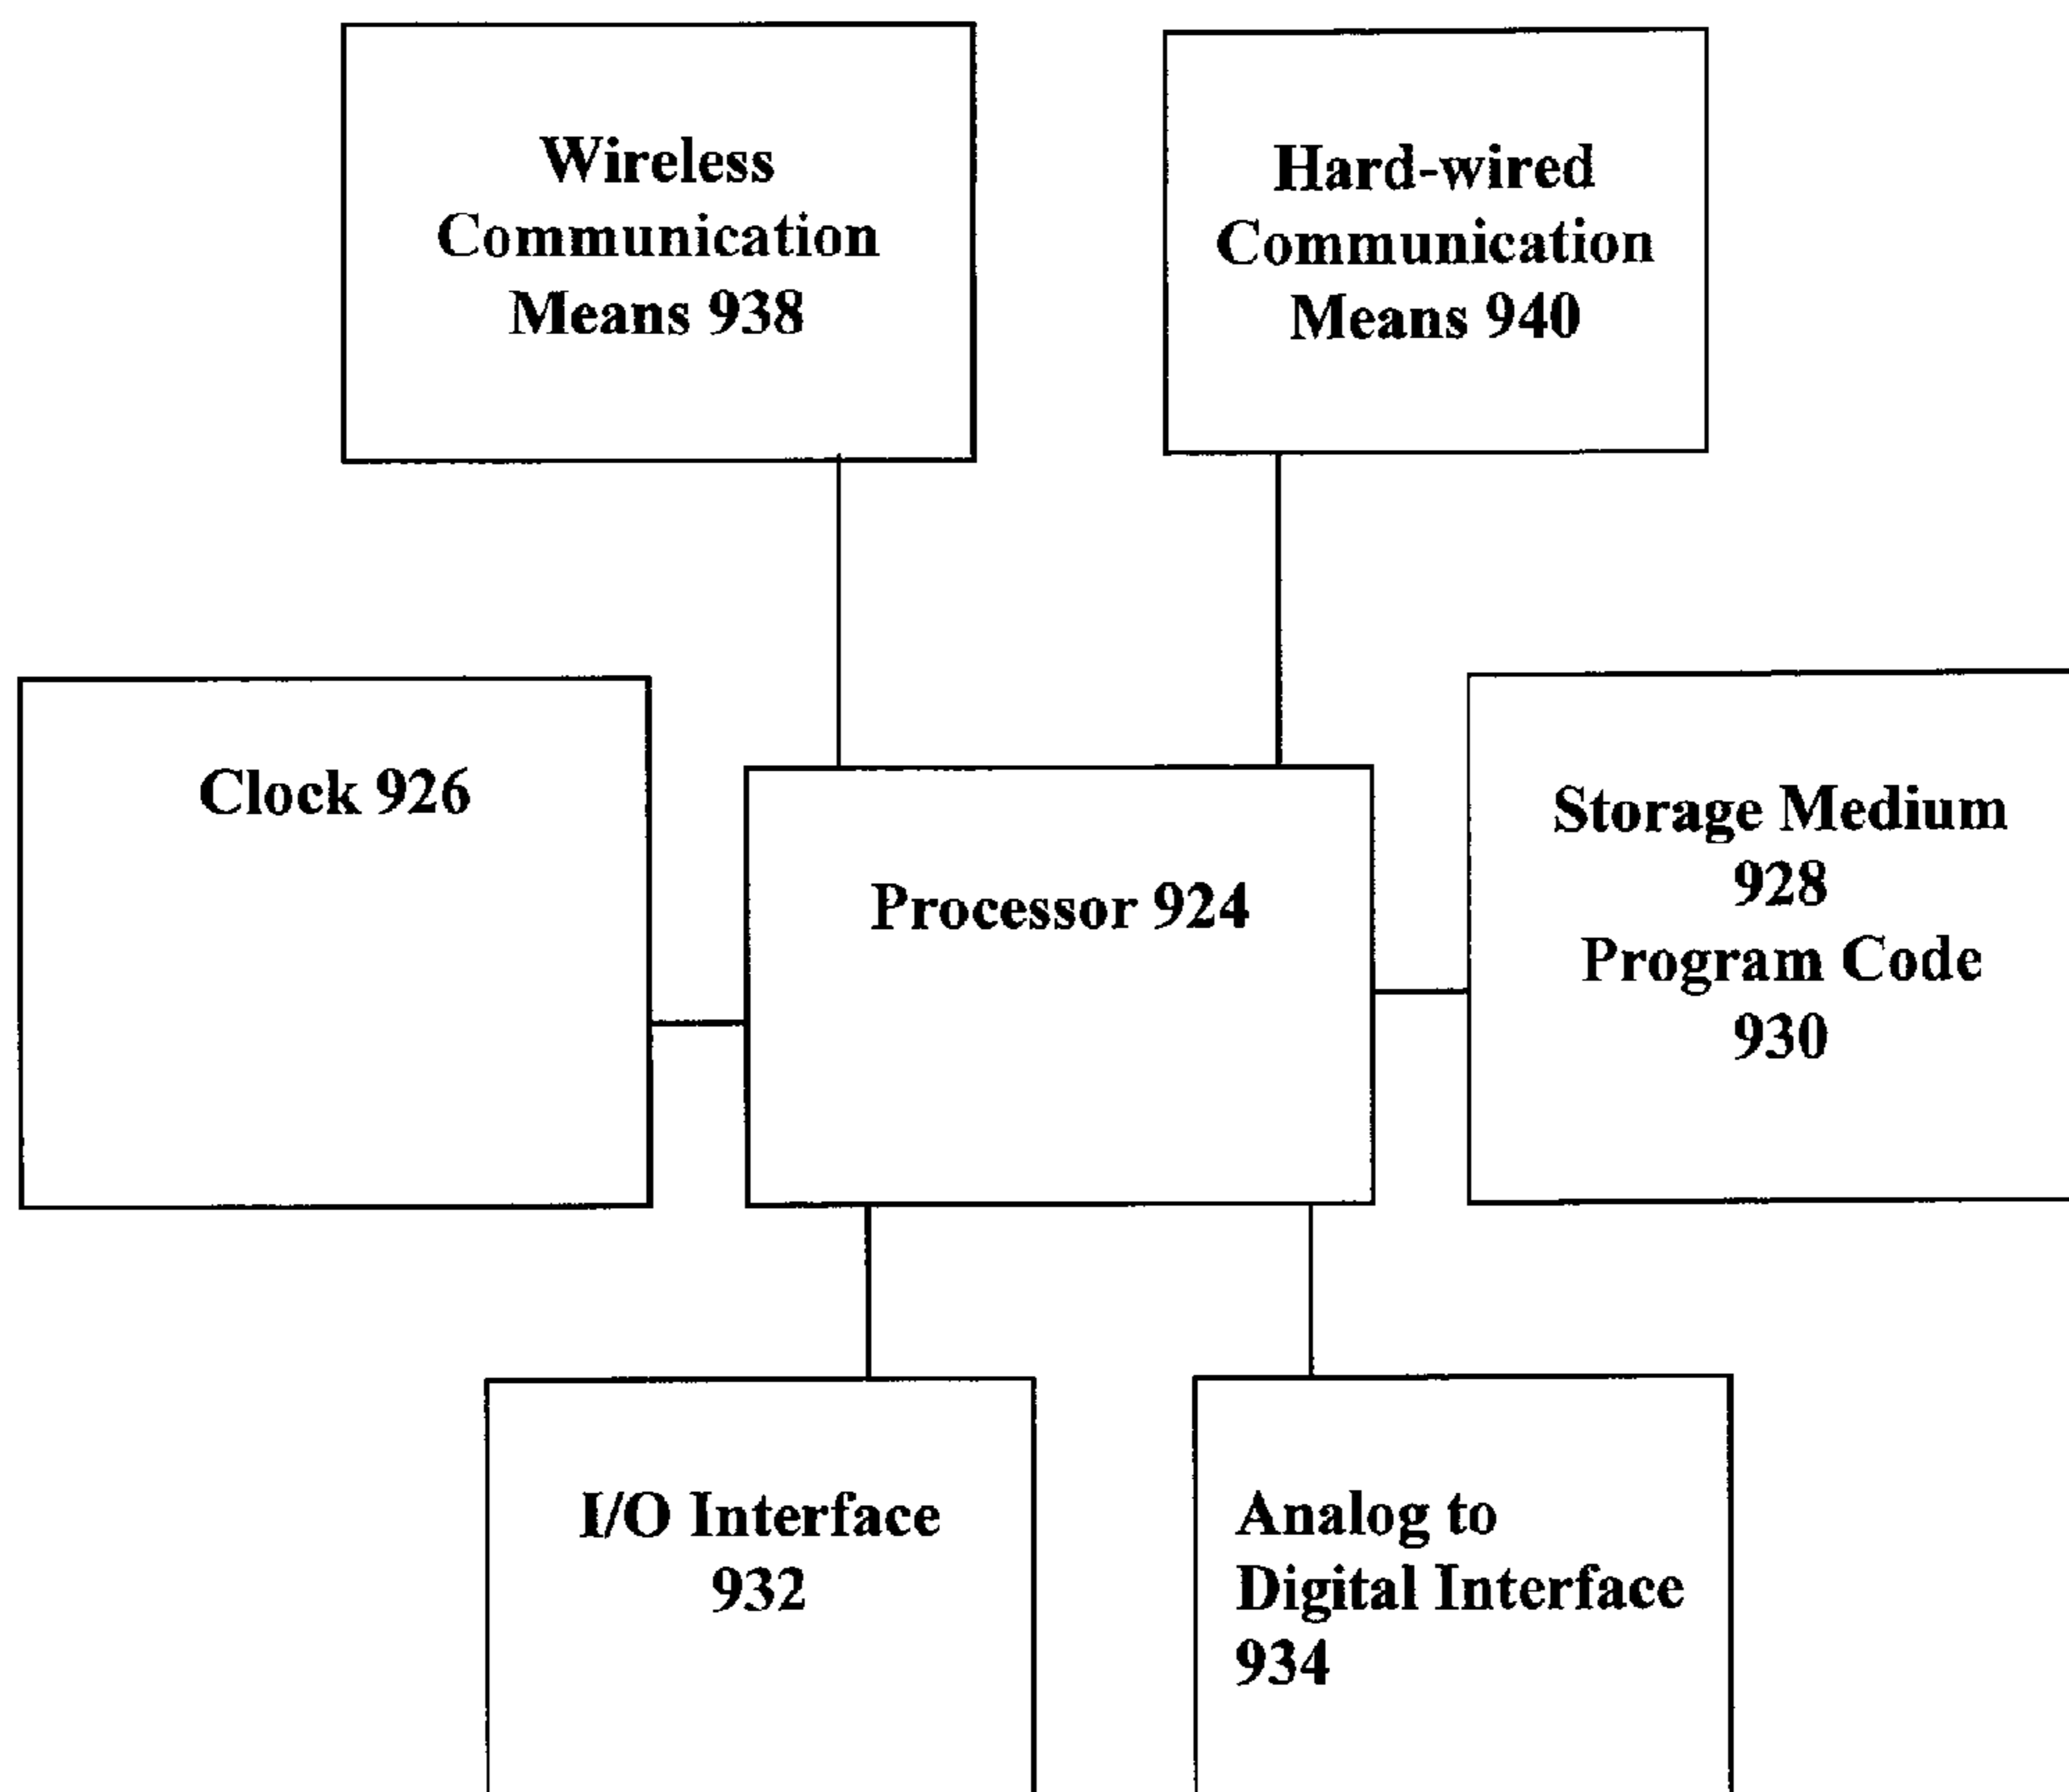 Wireless
Communication
Means 938
Hard-wired
Communication
Means 940
Clock 926
Processor 924
Storage Medium
928
Program Code
930
I/O Interface
932
Analog to
Digital Interface
934